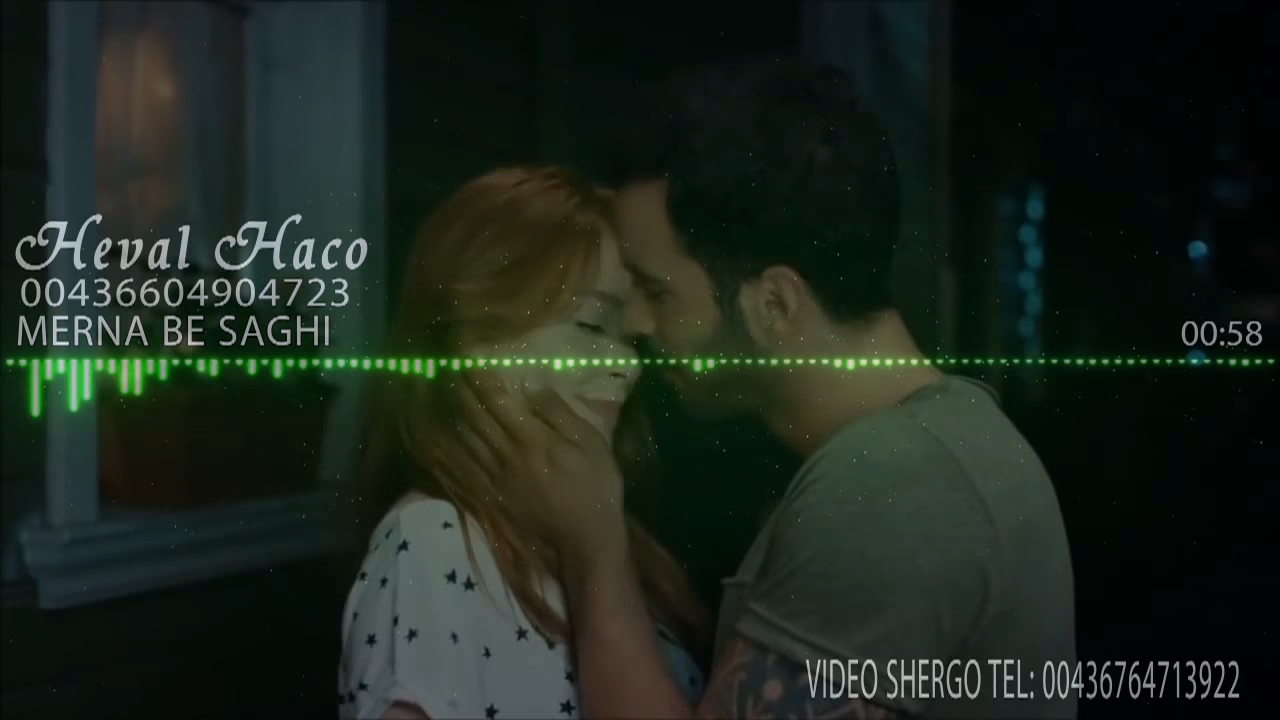 Heval Haco
00436604904723
MERNA BE SAGHI
00:58
VIDEO SHERGO TEL: 00436764713922